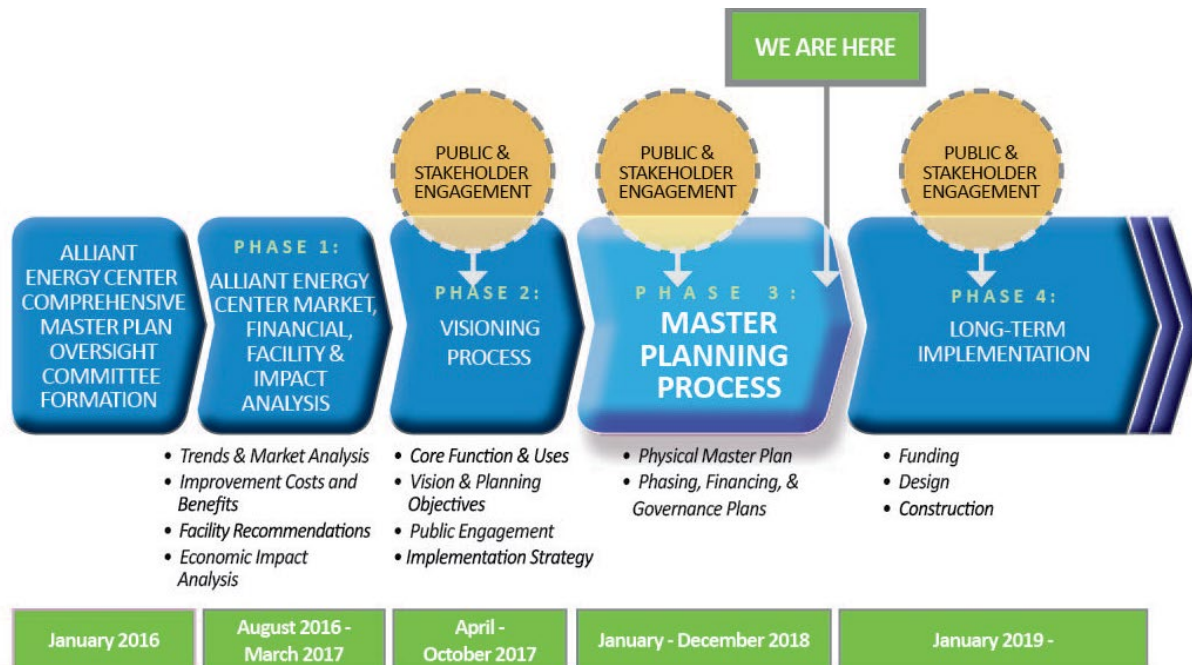 WE ARE HERE
PUBLIC &
STAKEHOLDER
ENGAGEMENT
PUBLIC &
STAKEHOLDER
ENGAGEMENT
PUBLIC &
STAKEHOLDER
ENGAGEMENT
ALLIANT
ENERGY CENTER
COMPREHENSIVE
MASTER PLAN
OVERSIGHT
COMMITTEE
FORMATION
PHASE 1:
ALLIANT ENERGY
CENTER MARKET,
FINANCIAL,
FACILITY &
IMPACT
ANALYSIS
PHASE 2:
VISIONING
PROCESS
PHASE 3:
MASTER
PLANNING
PROCESS
PHASE 4:
LONG-TERM
IMPLEMENTATION
• Trends & Market Analysis
• Improvement Costs and
Benefits
• Facility Recommendations
• Economic Impact
Analysis
• Core Function & Uses
• Vision & Planning
Objectives
• Public Engagement
• Implementation Strategy
• Physical Master Plan
• Phasing, Financing, &
Governance Plans
• Funding
• Design
• Construction
January 2016
August 2016 -
March 2017
April -
October 2017
January - December 2018
January 2019 -